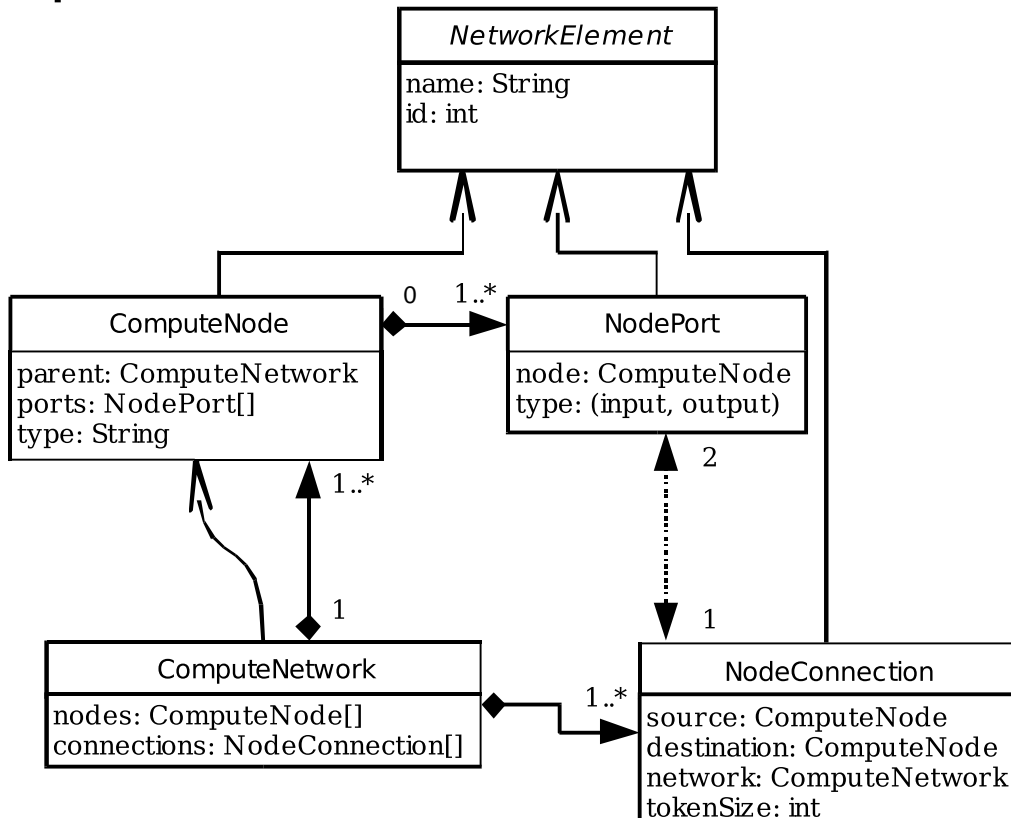 NetworkElement
name: String
id: int
0
1..*
ComputeNode
parent: ComputeNetwork
ports: NodePort[]
type: String
NodePort
node: ComputeNode
type: (input, output)
1..*
2
1
1
ComputeNetwork
nodes: ComputeNode[]
connections: NodeConnection[]
1..*
NodeConnection
source: ComputeNode
destination: ComputeNode
network: ComputeNetwork
tokenSize: int